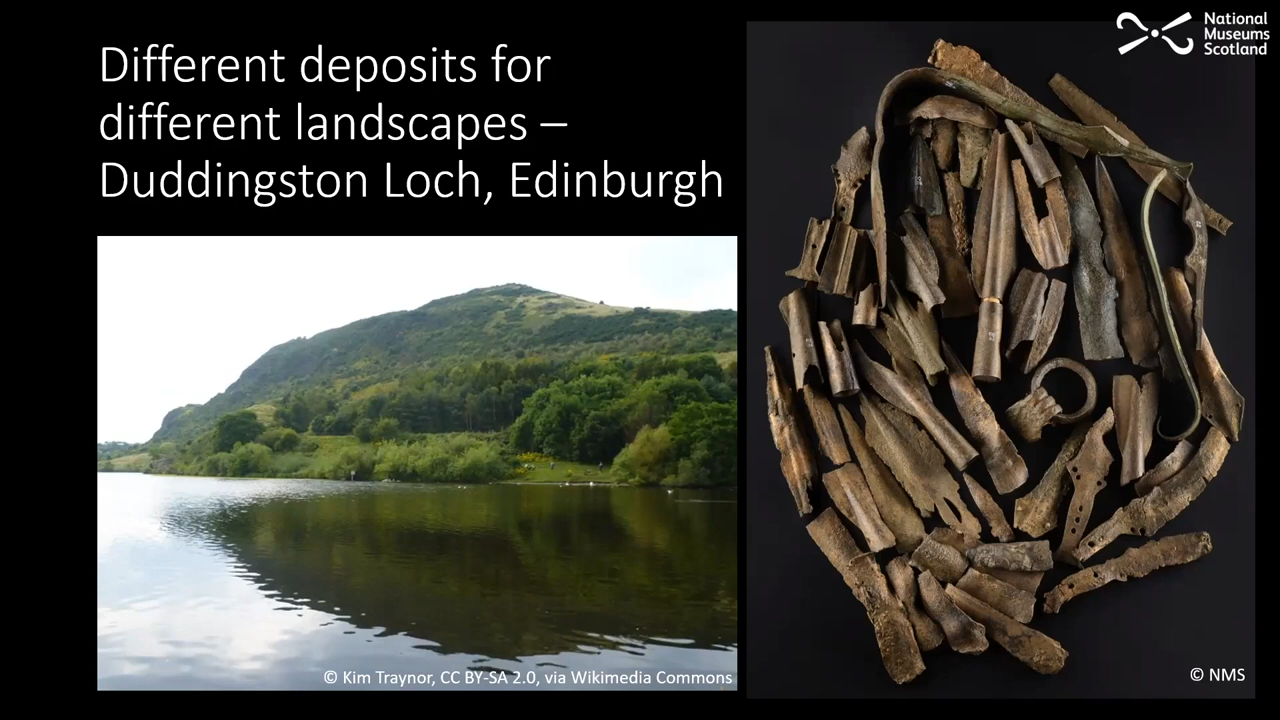 Different deposits for
different landscapes –
Duddingston Loch, Edinburgh
National
Museums
Scotland
© Kim Traynor, CC BY-SA 2.0, via Wikimedia Commons
© NMS